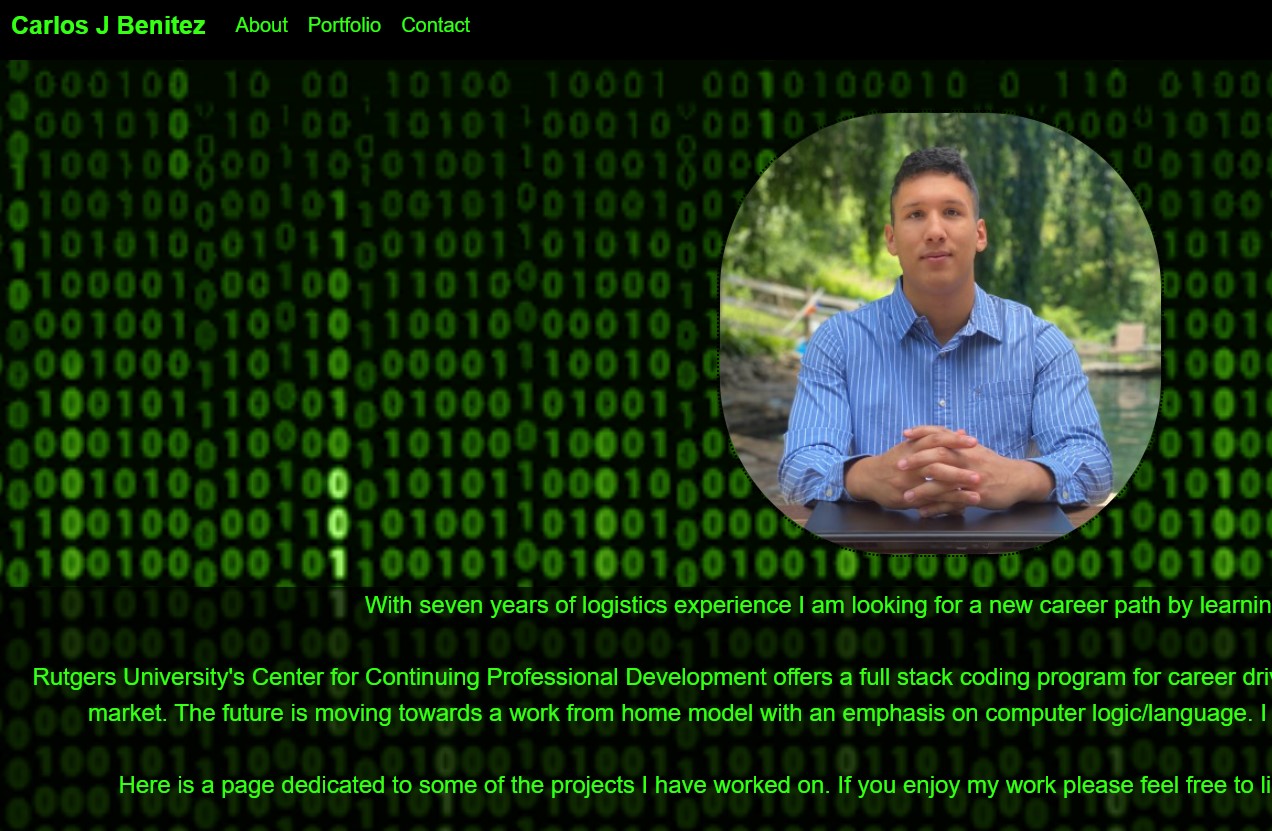 Carlos J Benitez About Portfolio Contact
With seven years of logistics experience I am looking for a new career path by
Rutgers University's Center for Continuing Professional Development offers a full stack coding program for career
market. The future is moving towards a work from home model with an emphasis on computer logic/language. I
Here is a page dedicated to some of the projects I have worked on. If you enjoy my work please feel free to